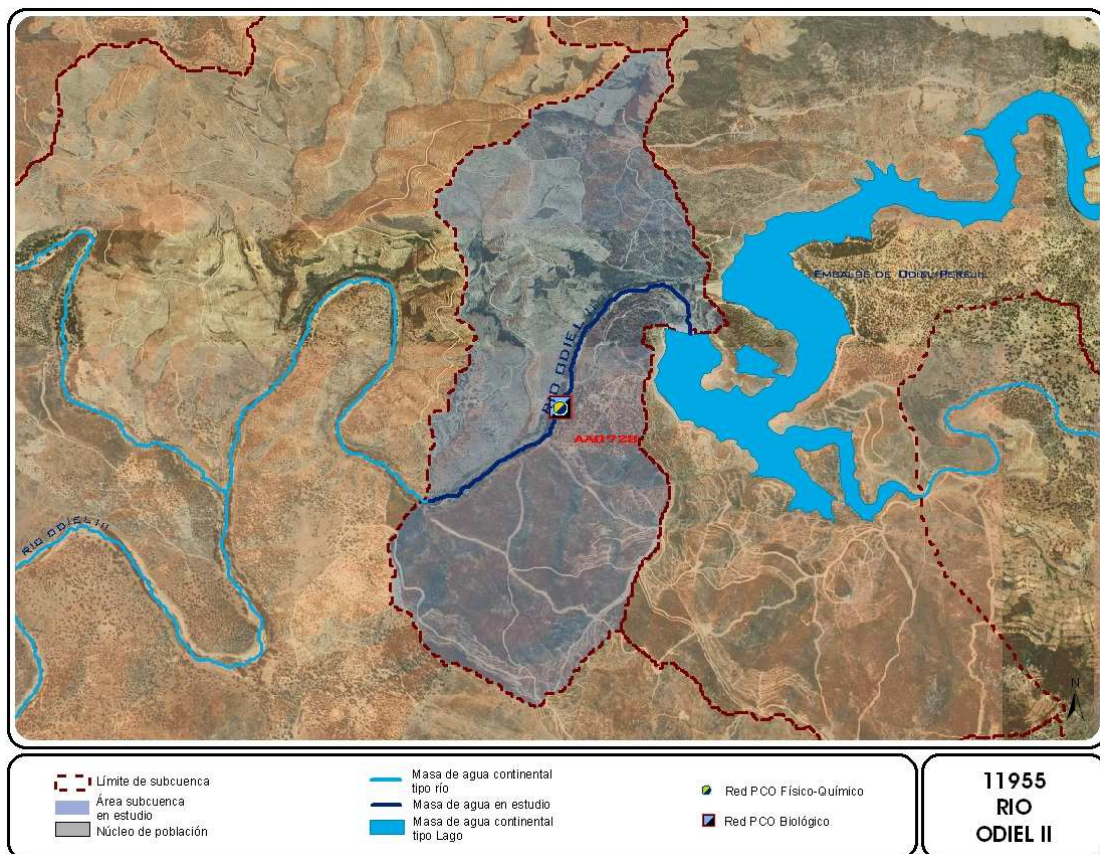 EMBALSE DE ODIEL/PEREJIL
RIO ODIEL II
AA0728
RIO ODIEL III
N
Límite de subcuenca
Área subcuenca
en estudio
Núcleo de población
Masa de agua continental
tipo río
Masa de agua en estudio
Masa de agua continental
tipo Lago
Red PCO Físico-Químico
Red PCO Biológico
11955
RIO
ODIEL II